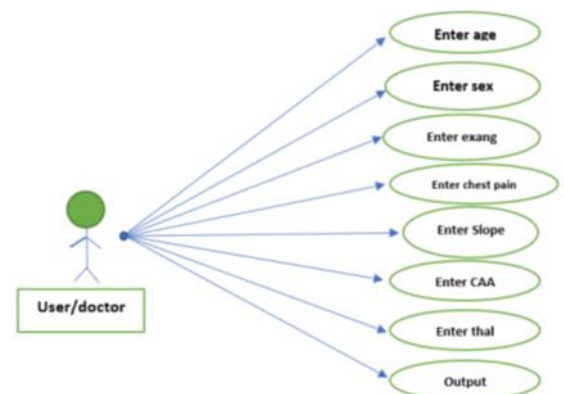 Enter age
Enter sex
Enter exang
Enter chest pain
Enter Slope
Enter CAA
Enter thal
Output
User/doctor